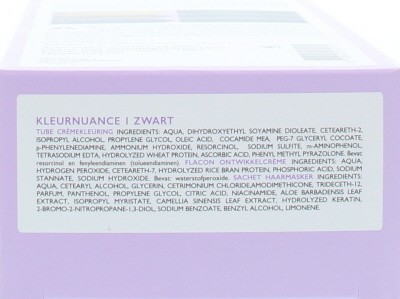 KLEURNUANCE I ZWART
TUBE CRÈMEKLEURING INGREDIENTS: AQUA, DIHYDROXYETHYL SOYAMINE DIOLEATE, CETEARETH-2,
ISOPROPYL ALCOHOL, PROPYLENE GLYCOL, OLEIC ACID, COCAMIDE MEA, PEG-7 GLYCERYL COCOATE,
p-PHENYLENEDIAMINE, AMMONIUM HYDROXIDE, RESORCINOL, SODIUM SULFITE, m-AMINOPHENOL,
TETRASODIUM EDTA, HYDROLYZED WHEAT PROTEIN, ASCORBIC ACID, PHENYL METHYL PYRAZOLONE. Bevat:
resorcinol en fenyleendiaminen (tolueendiaminen). FLACON ONTWIKKELCRÈME INGREDIENTS: AQUA,
HYDROGEN PEROXIDE, CETEARETH-7, HYDROLYZED RICE BRAN PROTEIN, PHOSPHORIC ACID, SODIUM
STANNATE, SODIUM HYDROXIDE. Bevat: waterstofperoxide. SACHET HAARMASKER INGREDIENTS:
AQUA, CETEARYL ALCOHOL, GLYCERIN, CETRIMONIUM CHLORIDEAMODIMETHICONE, TRIDECETH-12,
PARFUM, PANTHENOL, PROPYLENE GLYCOL, CITRIC ACID, NIACINAMIDE, ALOE BARBADENSIS LEAF
EXTRACT, ISOPROPYL MYRISTATE, CAMELLIA SINENSIS LEAF EXTRACT, HYDROLYZED KERATIN,
2-BROMO-2-NITROPROPANE-1,3-DIOL, SODIUM BENZOATE, BENZYL ALCOHOL, LIMONENE.